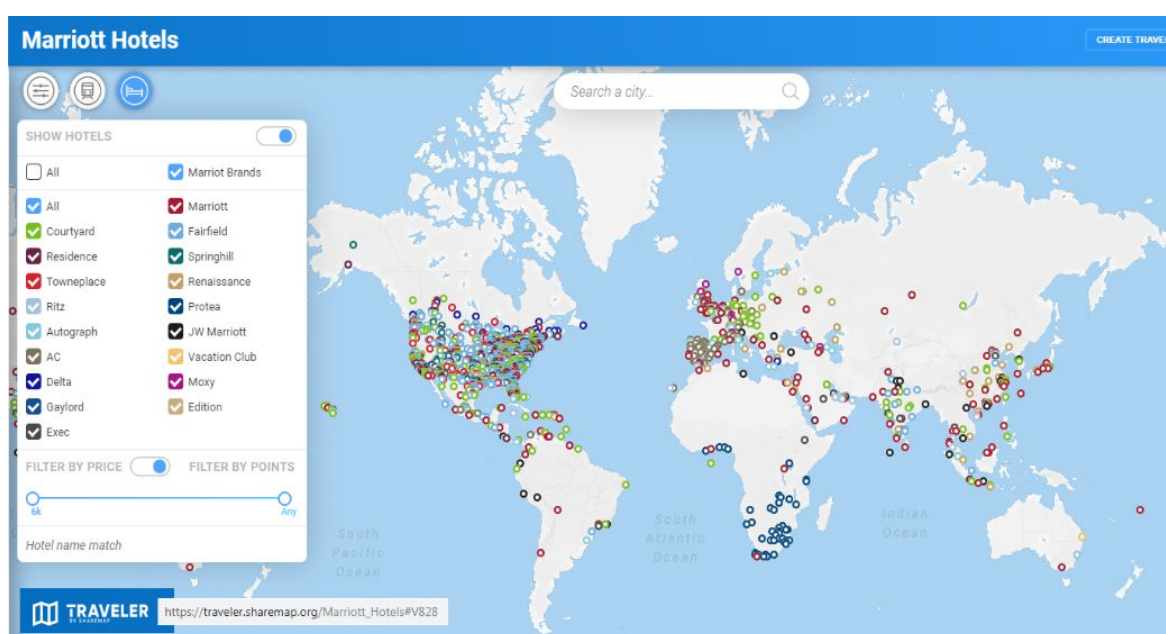 Marriott Hotels
CREATE TRAVE
Search a city...
SHOW HOTELS
All
Marriot Brands
All
Marriott
Courtyard
Fairfield
Residence
Springhill
Towneplace
Renaissance
Ritz
Protea
Autograph
JW Marriott
AC
Vacation Club
Delta
Moxy
Gaylord
Edition
Exec
FILTER BY PRICE
FILTER BY POINTS
6k
Any
Hotel name match
South
Pacific
Ocean
South
Atlantic
Ocean
Indian
Ocean
TRAVELER
BY SHAREMAP
https://traveler.sharemap.org/Marriott_Hotels#V828